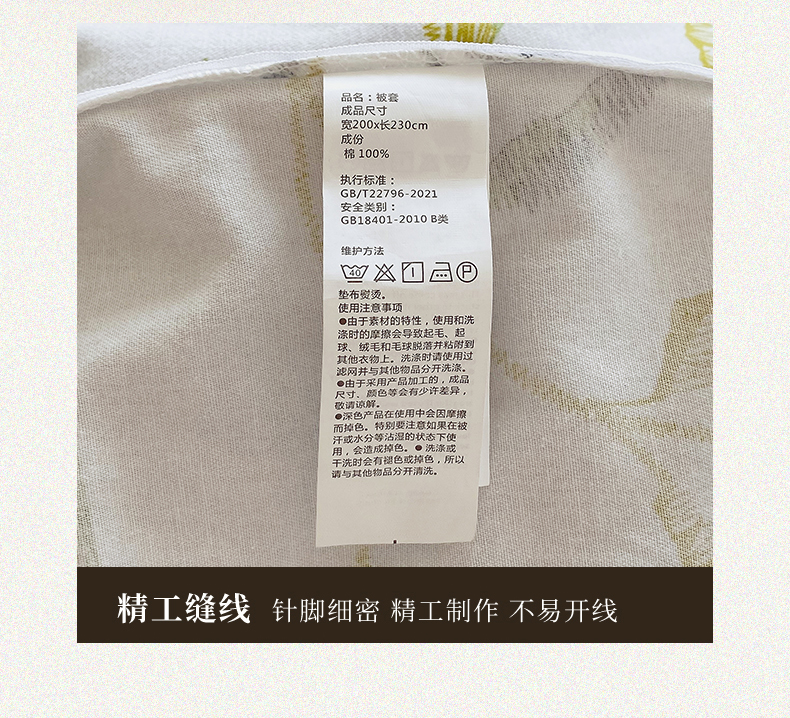 品名：被套
成品尺寸
宽200x长230cm
成份
棉 100%
执行标准：
GB/T22796-2021
安全类别：
GB18401-2010 B类
维护方法
40
P
垫布熨烫。
使用注意事项
●由于素材的特性，使用和洗
涤时的摩擦会导致起毛、起
球、绒毛和毛球脱落并粘附到
其他衣物上。洗涤时请使用过
滤网并与其他物品分开洗涤。
●由于采用产品加工的，成品
尺寸、颜色等会有少许差异，
敬请谅解。
●深色产品在使用中会因摩擦
而掉色。特别要注意如果在被
汗或水分等沾湿的状态下使
用，会造成掉色。●洗涤或
干洗时会有褪色或掉色，所以
请与其他物品分开清洗。
精工缝线 针脚细密 精工制作 不易开线